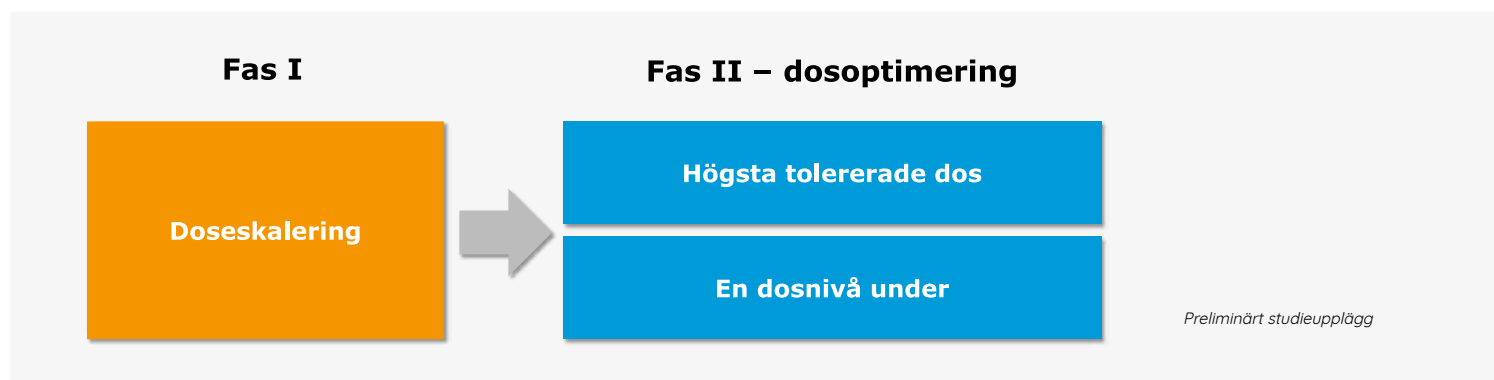 Fas I
Fas II – dosoptimering
Doseskalering
Högsta tolererade dos
En dosnivå under
Preliminärt studieupplägg